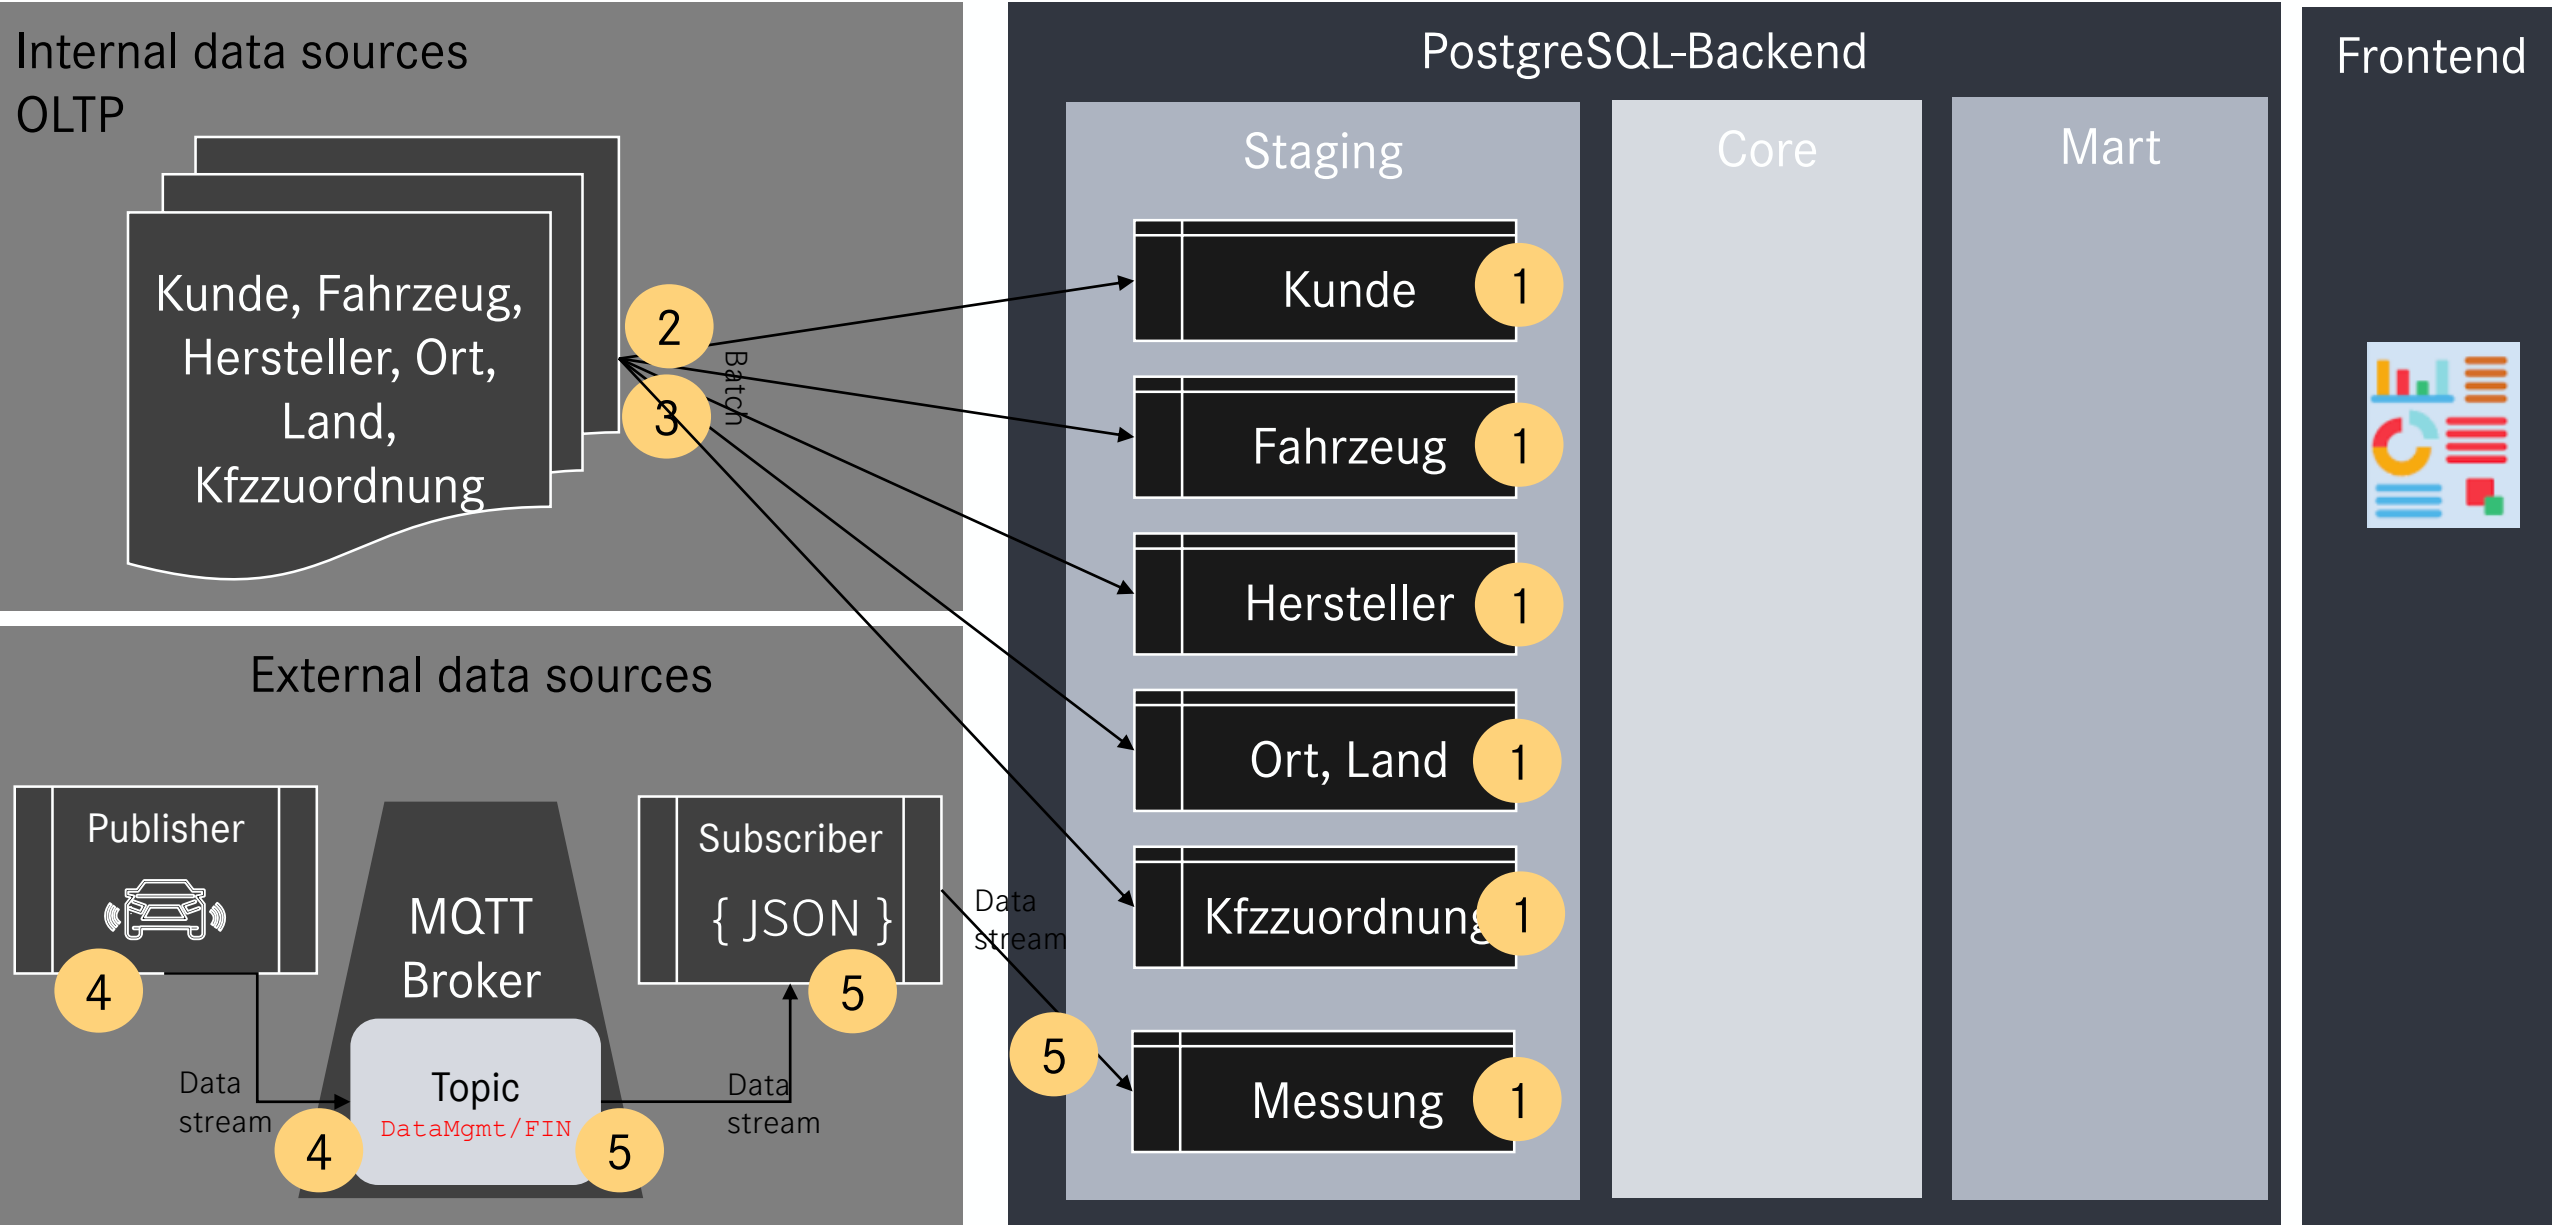 Internal data sources
OLTP
Kunde, Fahrzeug,
Hersteller, Ort,
Land,
Kfzzuordnung
2
3
Batch
External data sources
Publisher
4
MQTT
Broker
Topic
DataMgmt/FIN
Data
stream
4
5
Subscriber
{ JSON }
5
Data
stream
Data
stream
5
PostgreSQL-Backend
Staging
Kunde
1
Fahrzeug
1
Hersteller
1
Ort, Land
1
Kfzzuordnung
1
Messung
1
Core
Mart
Frontend